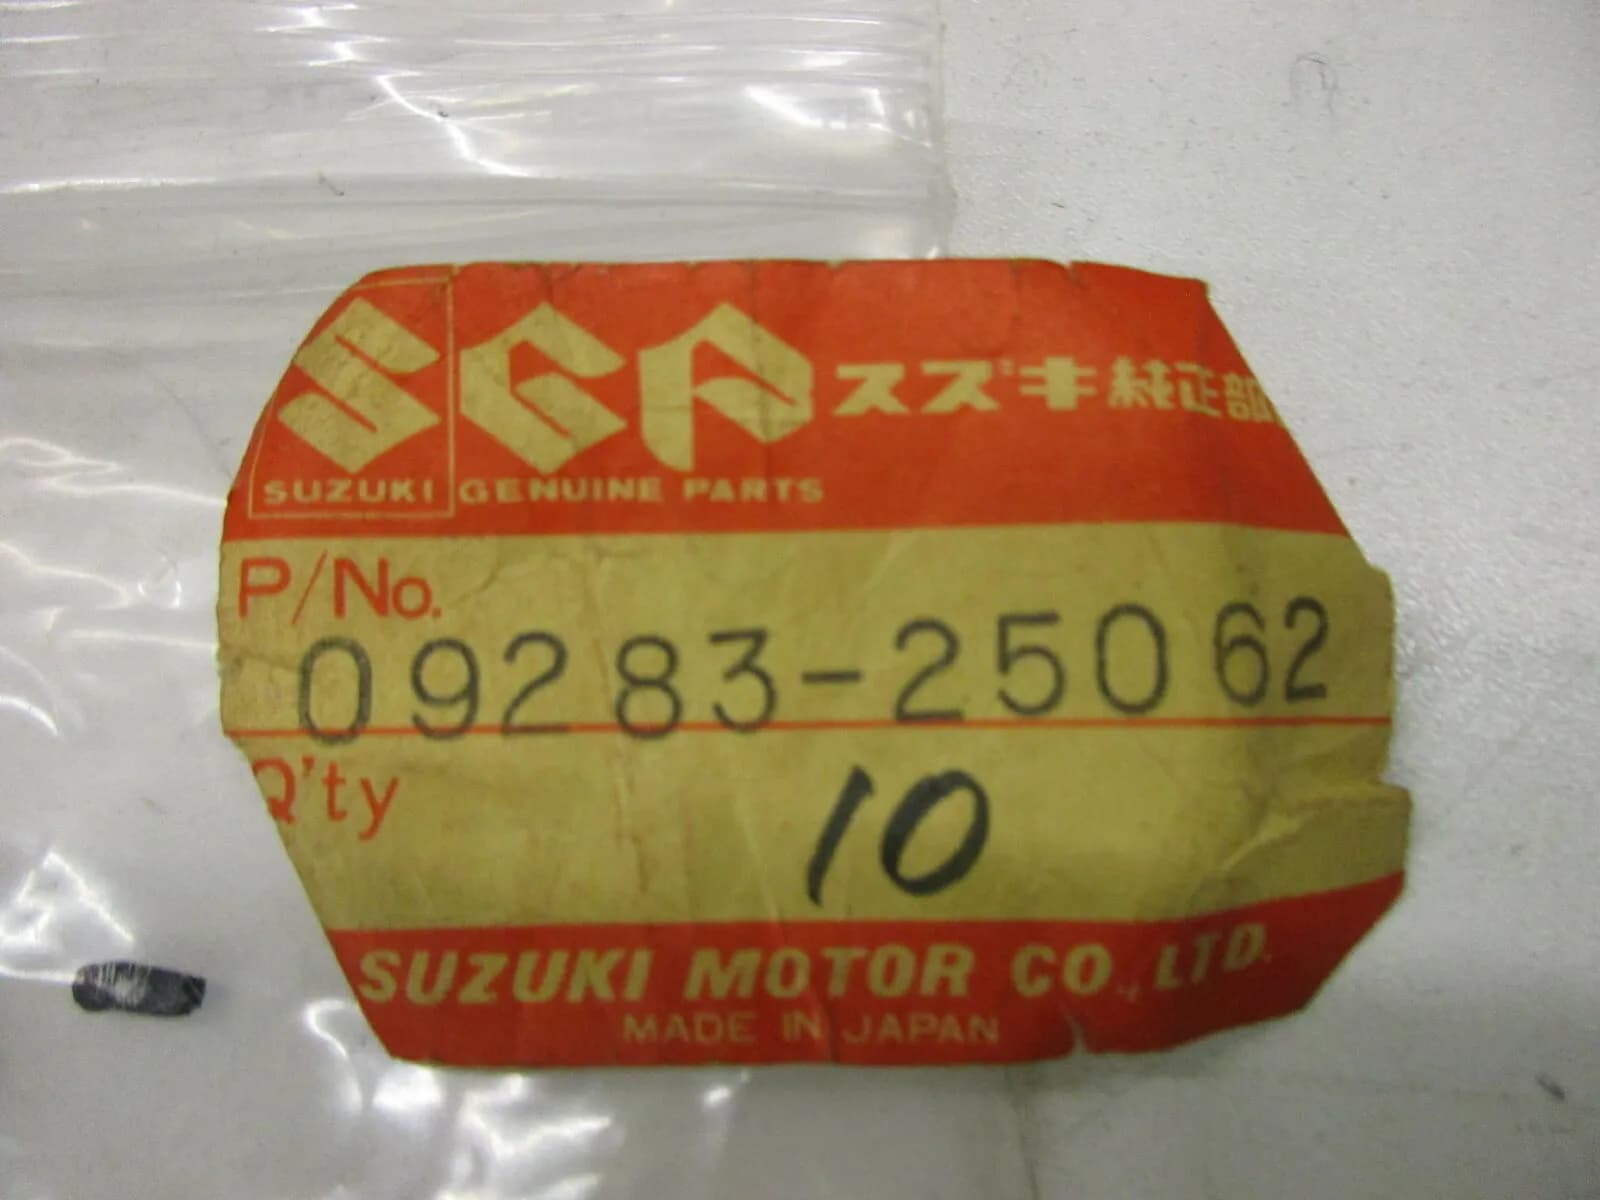 SGP スズキ純正部
SUZUKI GENUINE PARTS
P/No.
09283-25062
Q'ty
10
SUZUKI MOTOR CO., LTD.
MADE IN JAPAN